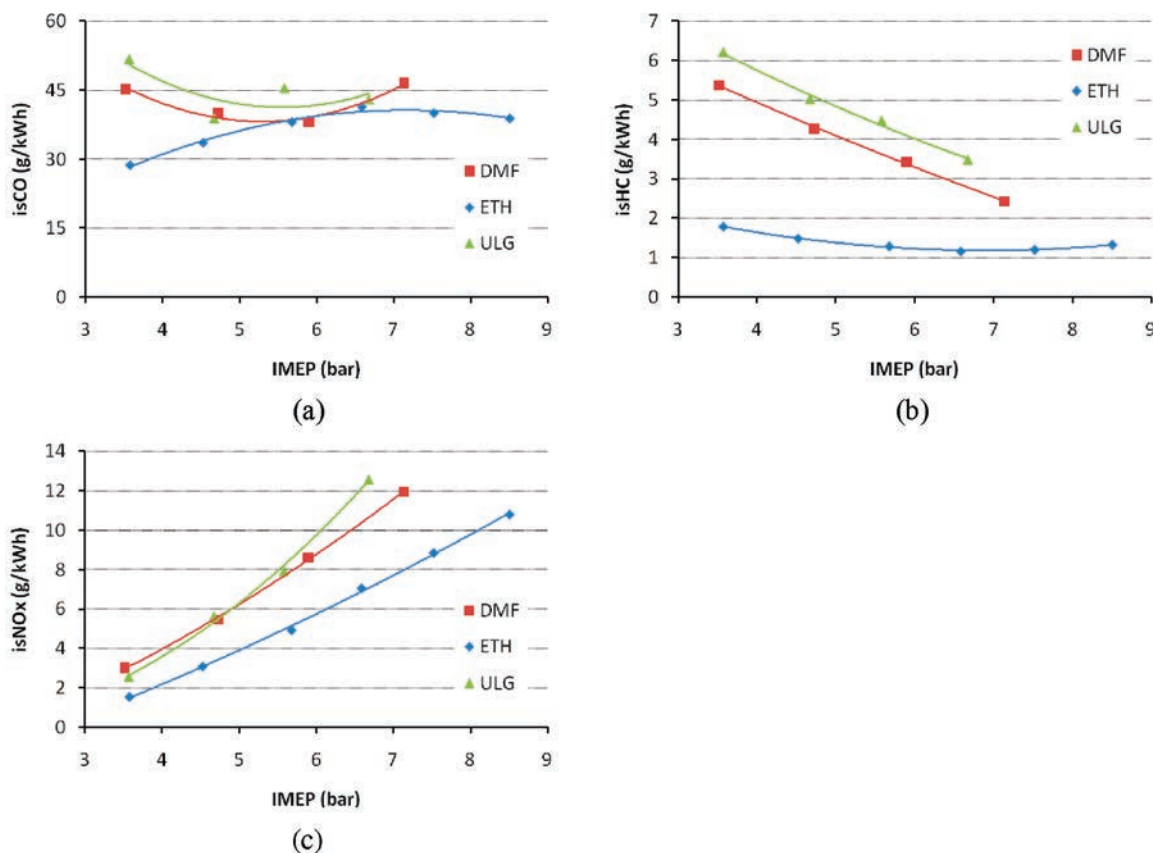 60
45
30
15
0
isCO (g/kWh)
DMF
ETH
ULG
3 4 5 6 7 8 9
IMEP (bar)
(a)
7
6
5
4
3
2
1
0
isHC (g/kWh)
DMF
ETH
ULG
3 4 5 6 7 8 9
IMEP (bar)
(b)
14
12
10
8
6
4
2
0
isNOx (g/kWh)
DMF
ETH
ULG
3 4 5 6 7 8 9
IMEP (bar)
(c)